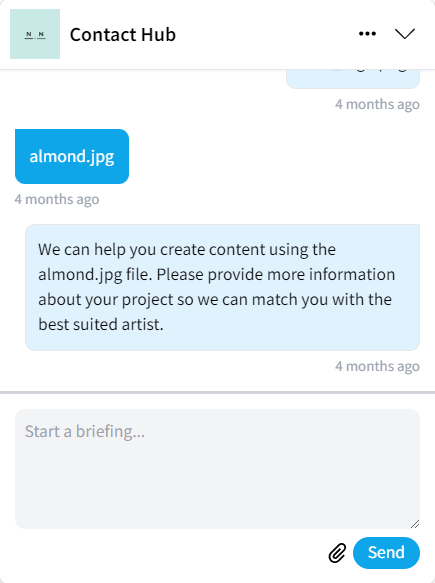 N N
Contact Hub
4 months ago
almond.jpg
4 months ago
We can help you create content using the
almond.jpg file. Please provide more information
about your project so we can match you with the
best suited artist.
4 months ago
Start a briefing...
Send